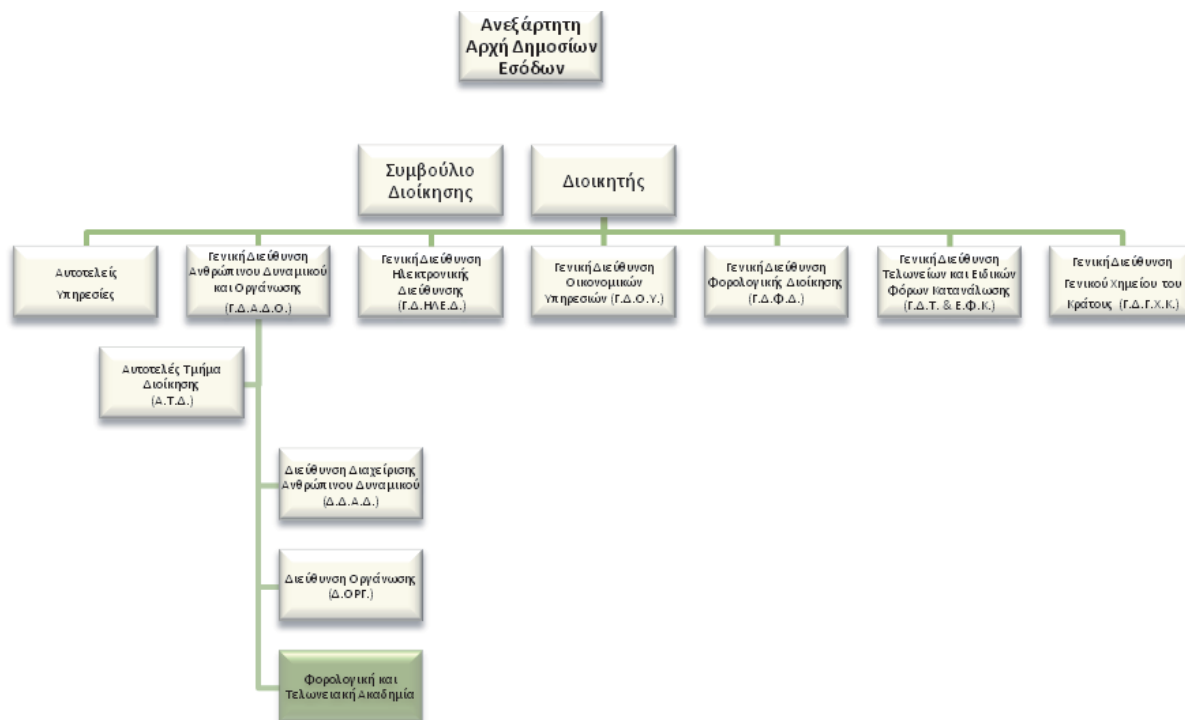 Ανεξάρτητη
Αρχή Δημοσίων
Εσόδων
Συμβούλιο
Διοίκησης
Διοικητής
Αυτοτελείς
Υπηρεσίες
Γενική Διεύθυνση
Ανθρώπινου Δυναμικού
και Οργάνωσης
(Γ.Δ.Α.Δ.Ο.)
Γενική Διεύθυνση
Ηλεκτρονικής
Διεύθυνσης
(Γ.Δ.ΗΛΕ.Δ.)
Γενική Διεύθυνση
Οικονομικών
Υπηρεσιών (Γ.Δ.Ο.Υ.)
Γενική Διεύθυνση
Φορολογικής Διοίκησης
(Γ.Δ.Φ.Δ.)
Γενική Διεύθυνση
Τελωνείων και Ειδικών
Φόρων Κατανάλωσης
(Γ.Δ.Τ. & Ε.Φ.Κ.)
Γενική Διεύθυνση
Γενικού Χημείου του
Κράτους (Γ.Δ.Γ.Χ.Κ.)
Αυτοτελές Τμήμα
Διοίκησης
(Α.Τ.Δ.)
Διεύθυνση Διαχείρισης
Ανθρώπινου Δυναμικού
(Δ.Δ.Α.Δ.)
Διεύθυνση Οργάνωσης
(Δ.ΟΡΓ.)
Φορολογική και
Τελωνειακή Ακαδημία